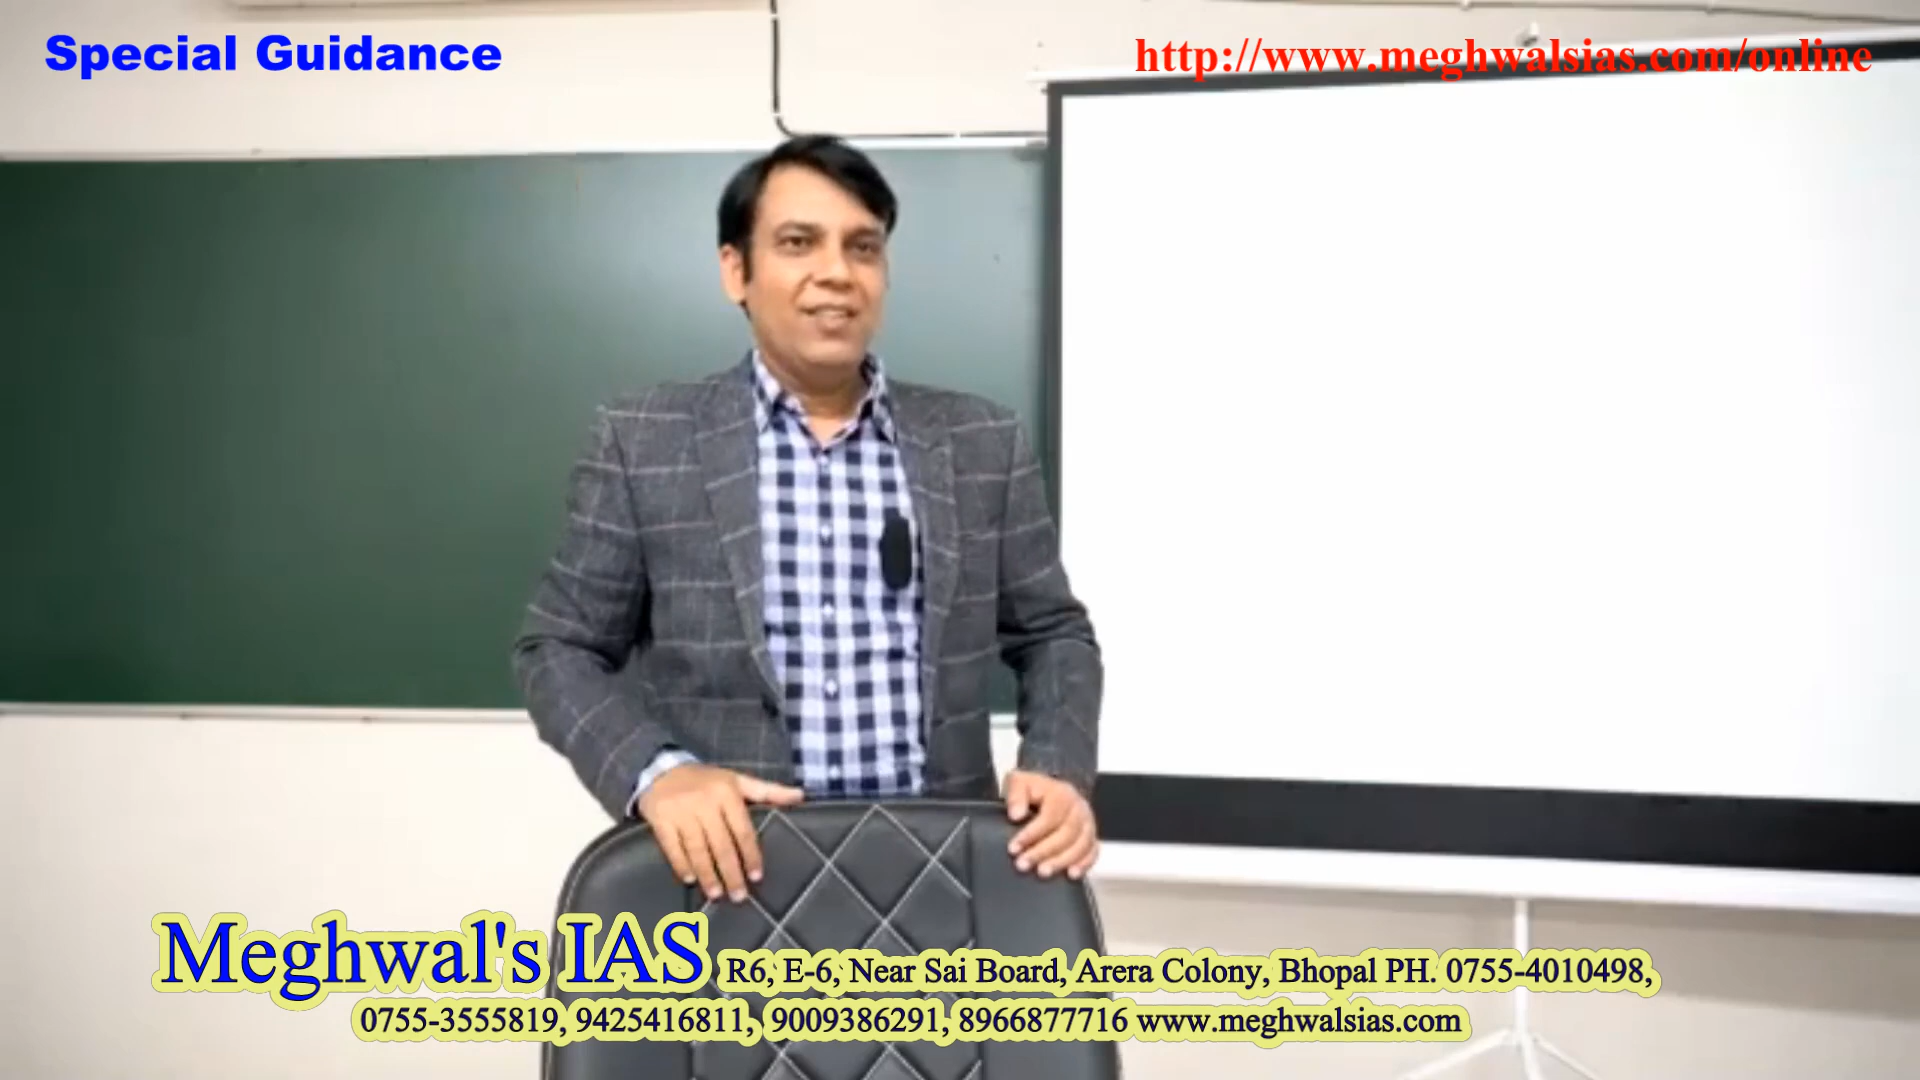 Special Guidance
http://www.meghwalsias.com/online
Meghwal's IAS R6, E-6, Near Sai Board, Arera Colony, Bhopal PH. 0755-4010498,
0755-3555819, 9425416811, 9009386291, 8966877716 www.meghwalsias.com